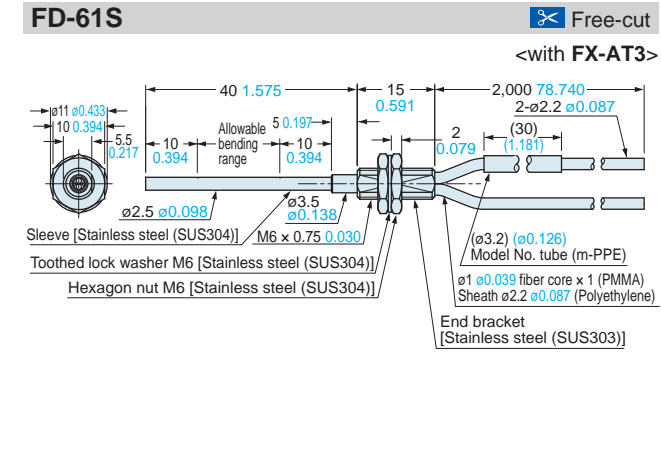 FD-61S
Free-cut
<with FX-AT3>
40 1.575
15
0.591
2,000 78.740
2-ø2.2 ø0.087
ø11 ø0.433
10 0.394
5.5
0.217
10
0.394
Allowable
bending
range
5 0.197
10
0.394
2
0.079
(30)
(1.181)
ø2.5 ø0.098
ø3.5
ø0.138
Sleeve [Stainless steel (SUS304)]
M6 × 0.75 0.030
Toothed lock washer M6 [Stainless steel (SUS304)]
Hexagon nut M6 [Stainless steel (SUS304)]
(ø3.2) (ø0.126)
Model No. tube (m-PPE)
ø1 ø0.039 fiber core × 1 (PMMA)
Sheath ø2.2 ø0.087 (Polyethylene)
End bracket
[Stainless steel (SUS303)]